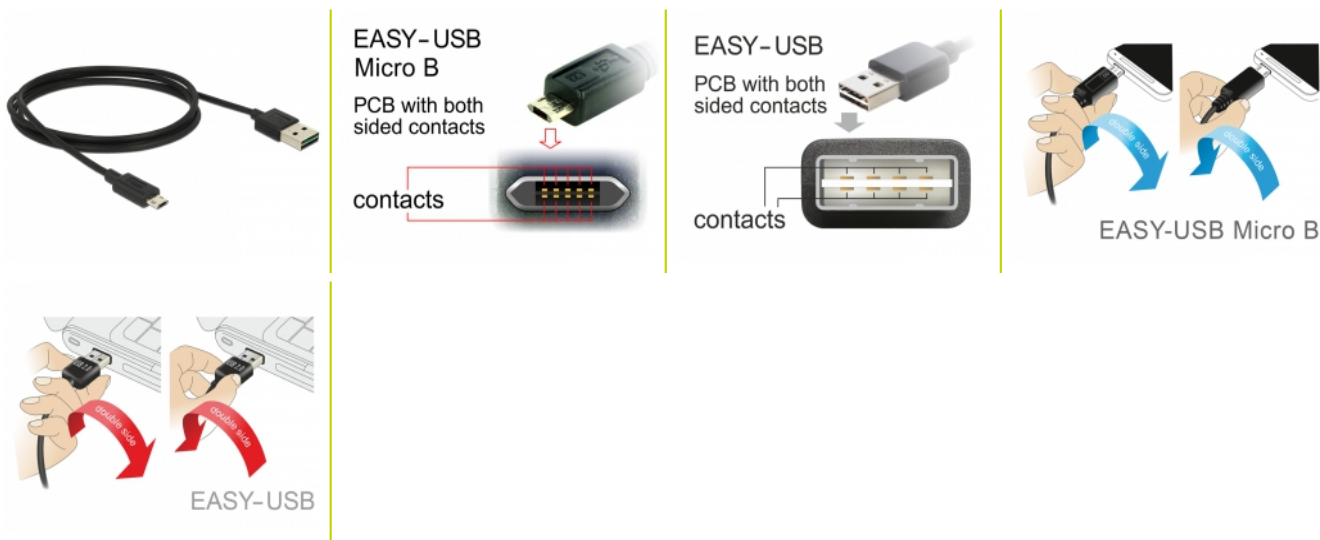 EASY-USB
Micro B
PCB with both
sided contacts
contacts
EASY-USB
PCB with both
sided contacts
contacts
double side
double side
EASY-USB Micro B
double side
double side
EASY-USB